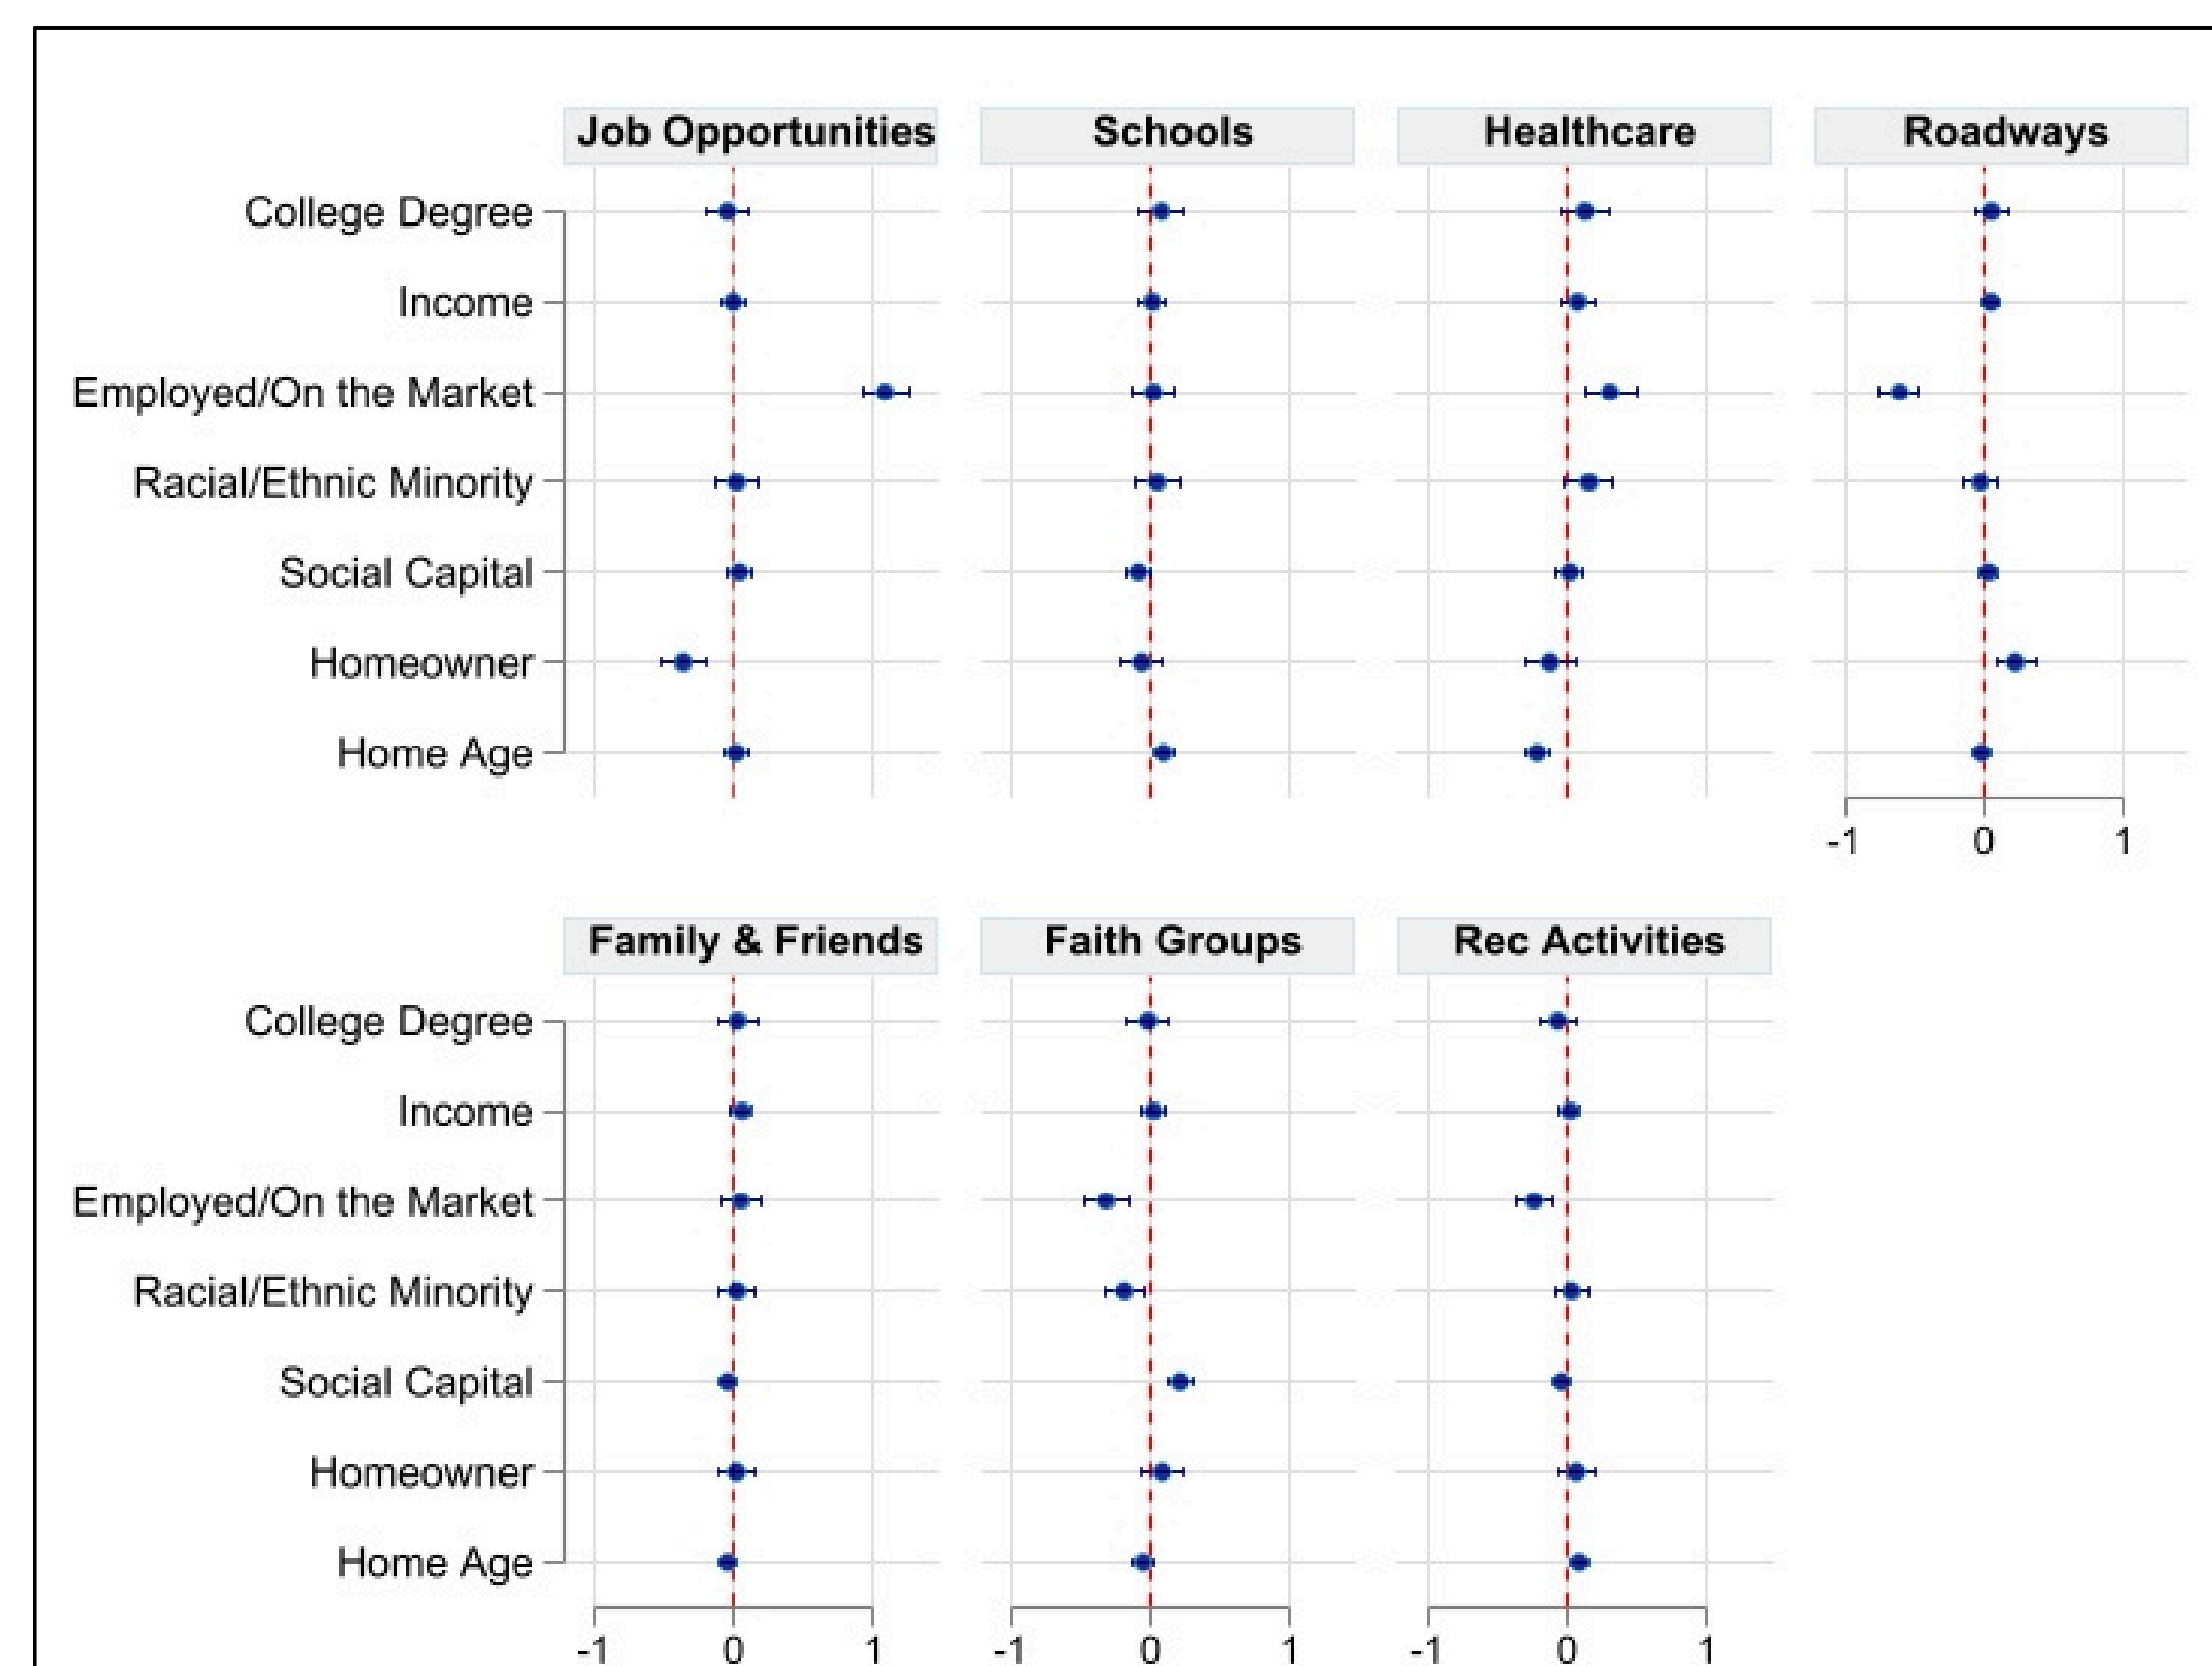 Job Opportunities Schools Healthcare Roadways
College Degree
Income
Employed/On the Market
Racial/Ethnic Minority
Social Capital
Homeowner
Home Age
-1 0 1
Family & Friends Faith Groups Rec Activities
College Degree
Income
Employed/On the Market
Racial/Ethnic Minority
Social Capital
Homeowner
Home Age
-1 0 1 -1 0 1 -1 0 1